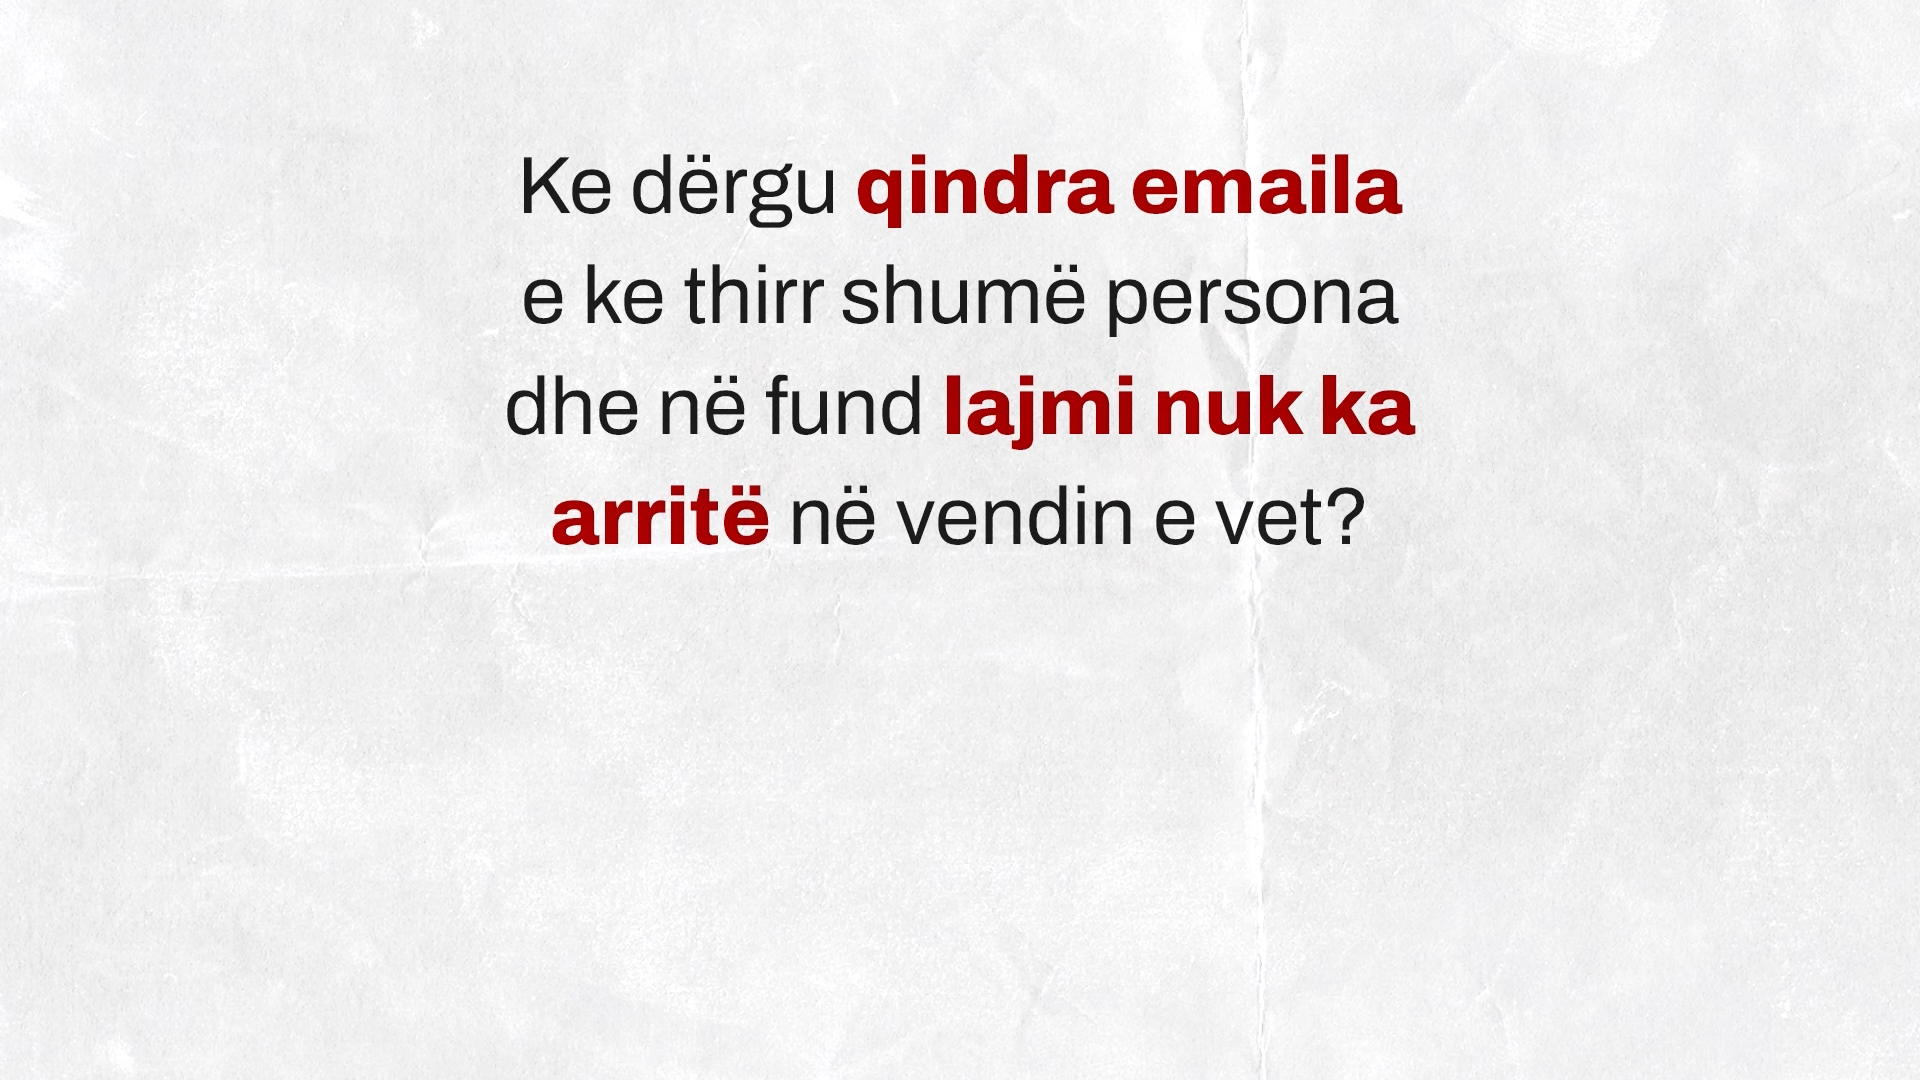 Ke dërgu qindra emaila
e ke thirr shumë persona
dhe në fund lajmi nuk ka
arritë në vendin e vet?